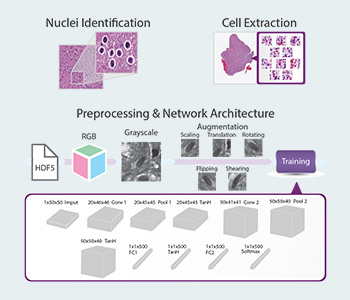 Nuclei Identification
Cell Extraction
Preprocessing & Network Architecture
HDF5
RGB
Grayscale
Augmentation
Scaling Translation Rotating
Flipping Shearing
Training
1x50x50 Iinput
20x46x46 Conv 1
20x45x45 Pool 1
20x45x45 TanH
50x41x41 Conv 2
50x40x40 Pool 2
50x50x40 TanH
1x1x500 FC1
1x1x500 TanH
1x1x500 FC2
1x1x500 Softmax